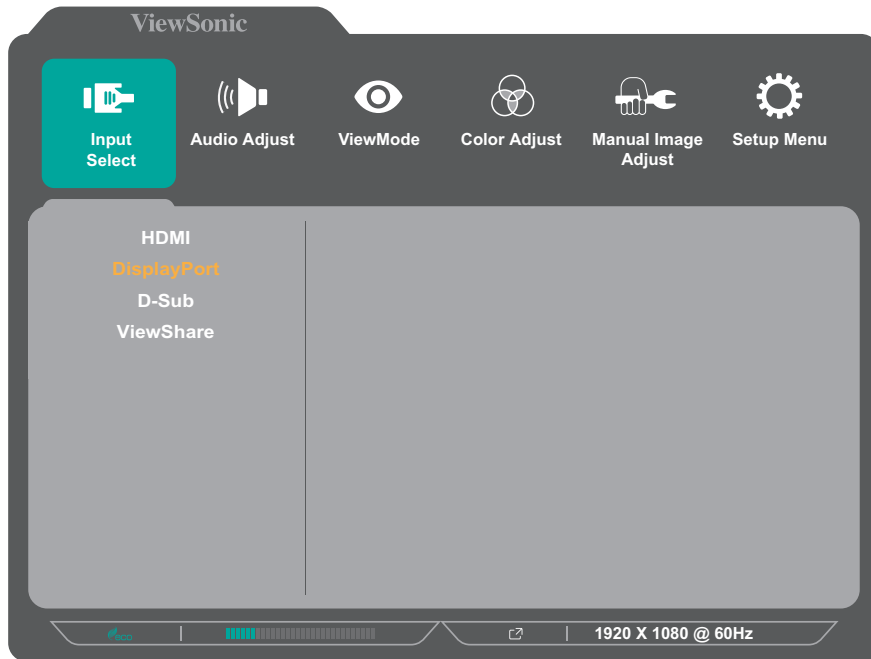 ViewSonic
Input
Select
Audio Adjust
ViewMode
Color Adjust
Manual Image
Adjust
Setup Menu
HDMI
DisplayPort
D-Sub
ViewShare
eco
1920 X 1080 @ 60Hz